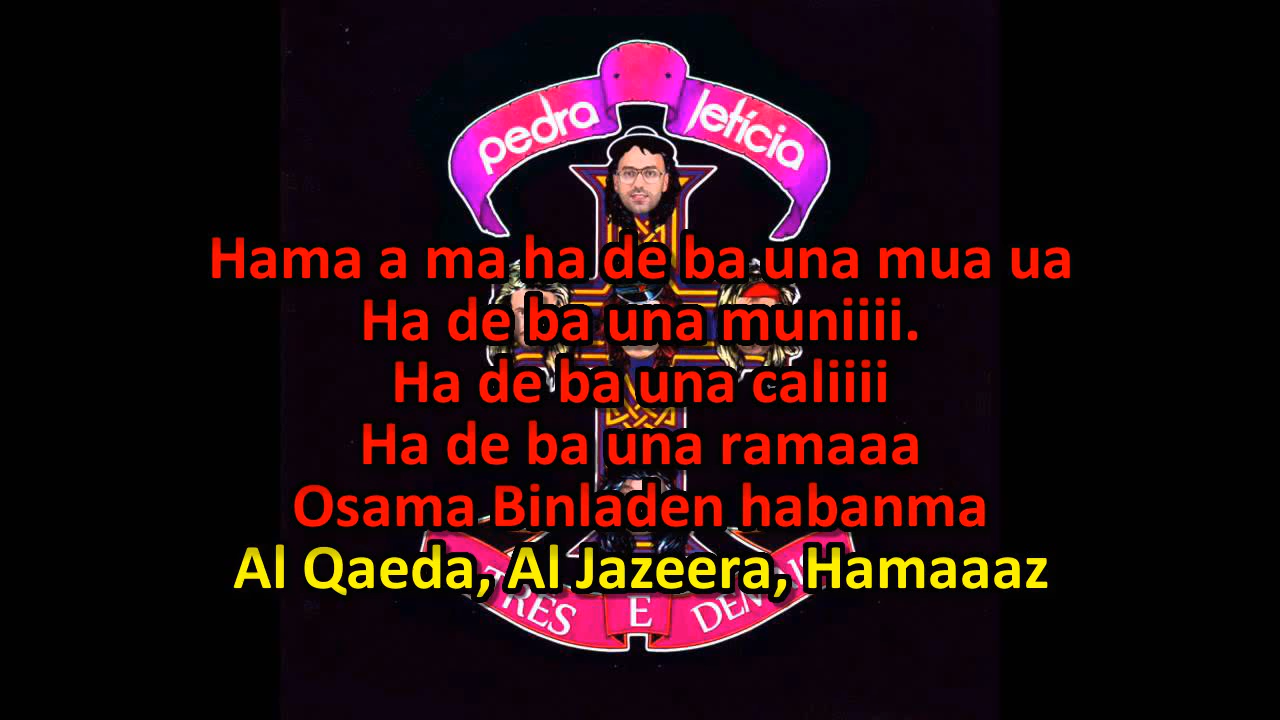 pedra letícia
Hama a ma ha de ba una mua ua
Ha de ba una muniiii.
Ha de ba una caliiii
Ha de ba una ramaaa
Osama Binladen habanma
Al Qaeda, Al Jazeera, Hamaaaz
TRÊS E